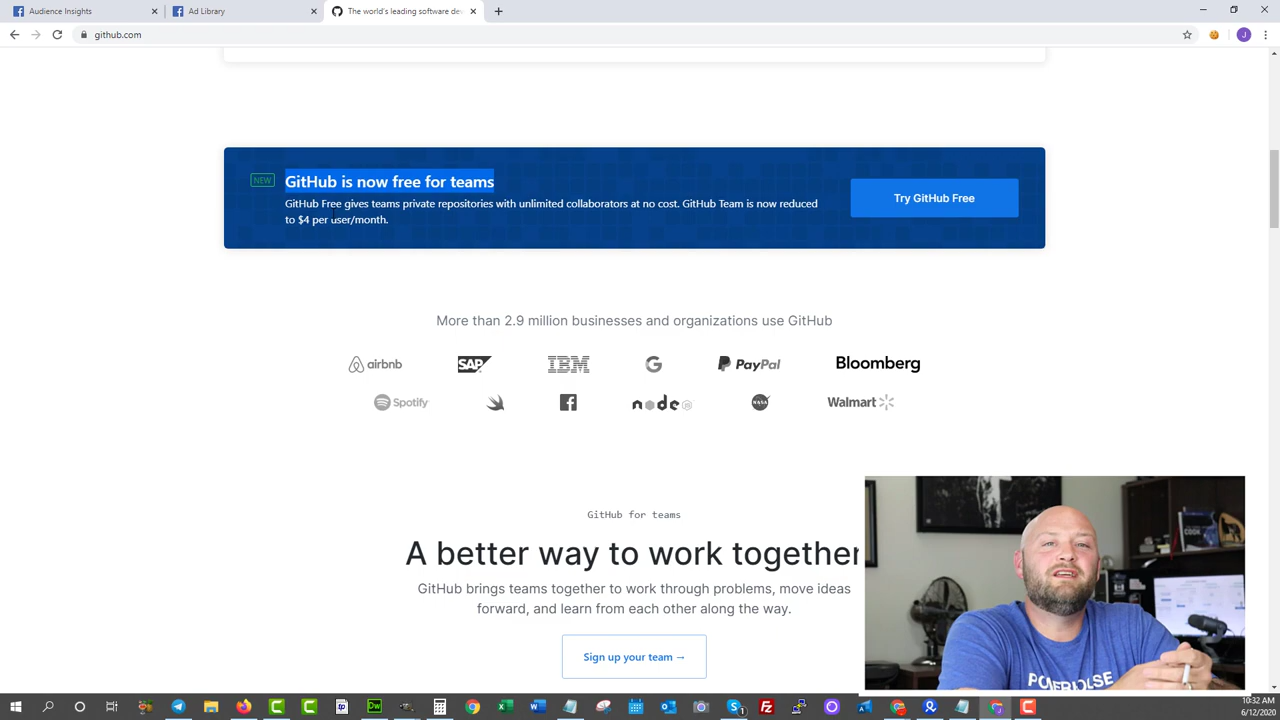 Audience Insights
Ad Library
The world's leading software de
github.com
J
NEW
GitHub is now free for teams
GitHub Free gives teams private repositories with unlimited collaborators at no cost. GitHub Team is now reduced
to $4 per user/month.
Try GitHub Free
More than 2.9 million businesses and organizations use GitHub
airbnb
SAP
IBM
G
PayPal
Bloomberg
Spotify
node
NASA
Walmart
GitHub for teams
A better way to work together
GitHub brings teams together to work through problems, move ideas
forward, and learn from each other along the way.
Sign up your team →
COOK
10:32 AM
6/12/2020